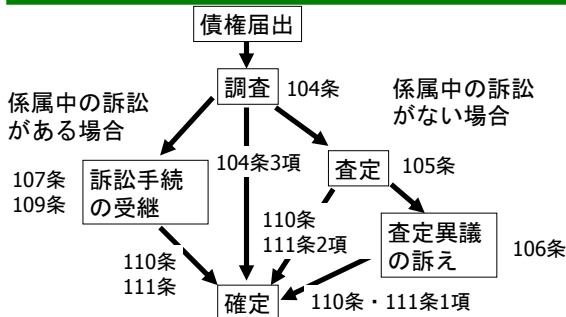 債権届出
調査
104条
係属中の訴訟
がある場合
係属中の訴訟
がない場合
104条3項
査定
105条
107条
109条
訴訟手続
の受継
110条
111条2項
査定異議
の訴え
106条
110条
111条
確定
110条・111条1項